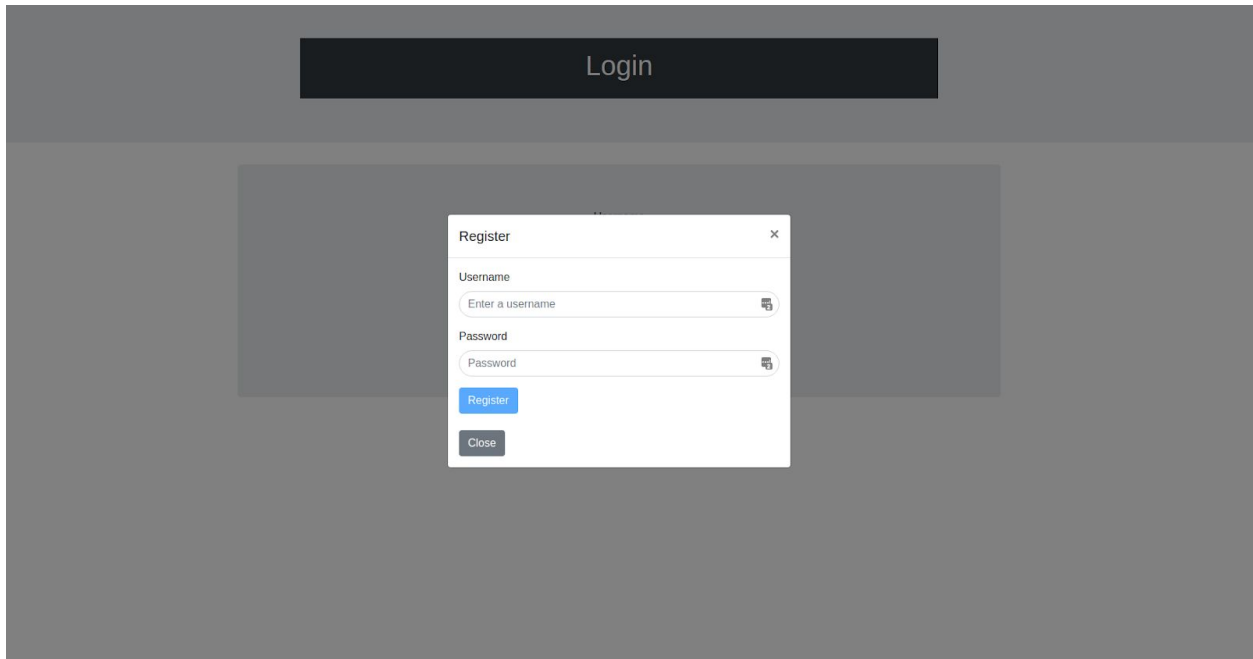 Login
Register
×
Username
Enter a username
Password
Password
Register
Close